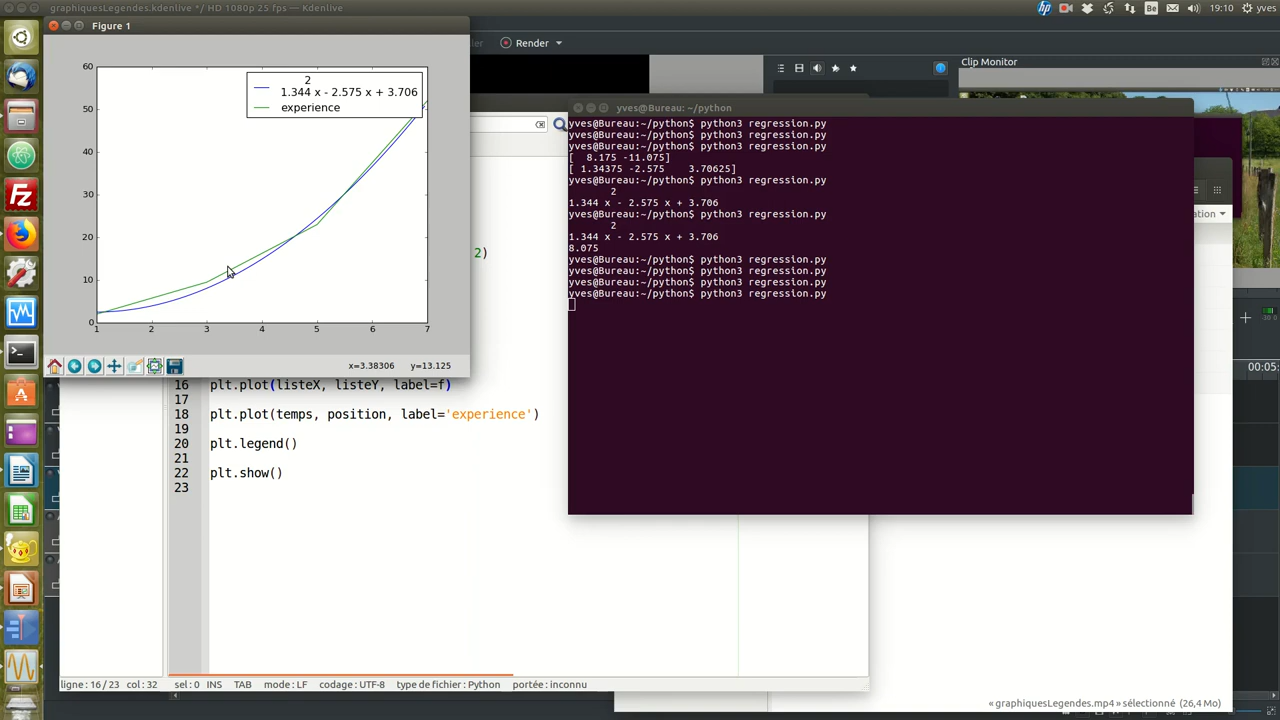 graphiquesLegendes.kdenlive */ HD 1080p 25 fps — Kdenlive
Be
19:10
yves
Figure 1
Render
Clip Monitor
60
50
40
30
20
10
0
1
2
3
4
5
6
7
2
1.344 x - 2.575 x + 3.706
experience
x=3.38306 y=13.125
yves@Bureau: ~/python
yves@Bureau:~/python$ python3 regression.py
yves@Bureau:~/python$ python3 regression.py
yves@Bureau:~/python$ python3 regression.py
[ 8.175 -11.075]
[ 1.34375 -2.575 3.70625]
yves@Bureau:~/python$ python3 regression.py
2
1.344 x - 2.575 x + 3.706
yves@Bureau:~/python$ python3 regression.py
2
1.344 x - 2.575 x + 3.706
8.075
yves@Bureau:~/python$ python3 regression.py
yves@Bureau:~/python$ python3 regression.py
yves@Bureau:~/python$ python3 regression.py
yves@Bureau:~/python$ python3 regression.py
ation
2)
16 plt.plot(listeX, listeY, label=f)
17
18 plt.plot(temps, position, label='experience')
19
20 plt.legend()
21
22 plt.show()
23
00:05:
ligne : 16 / 23 col : 32 sel : 0 INS TAB mode : LF codage : UTF-8 type de fichier : Python portée : inconnu
« graphiquesLegendes.mp4 » sélectionné (26,4 Mo)